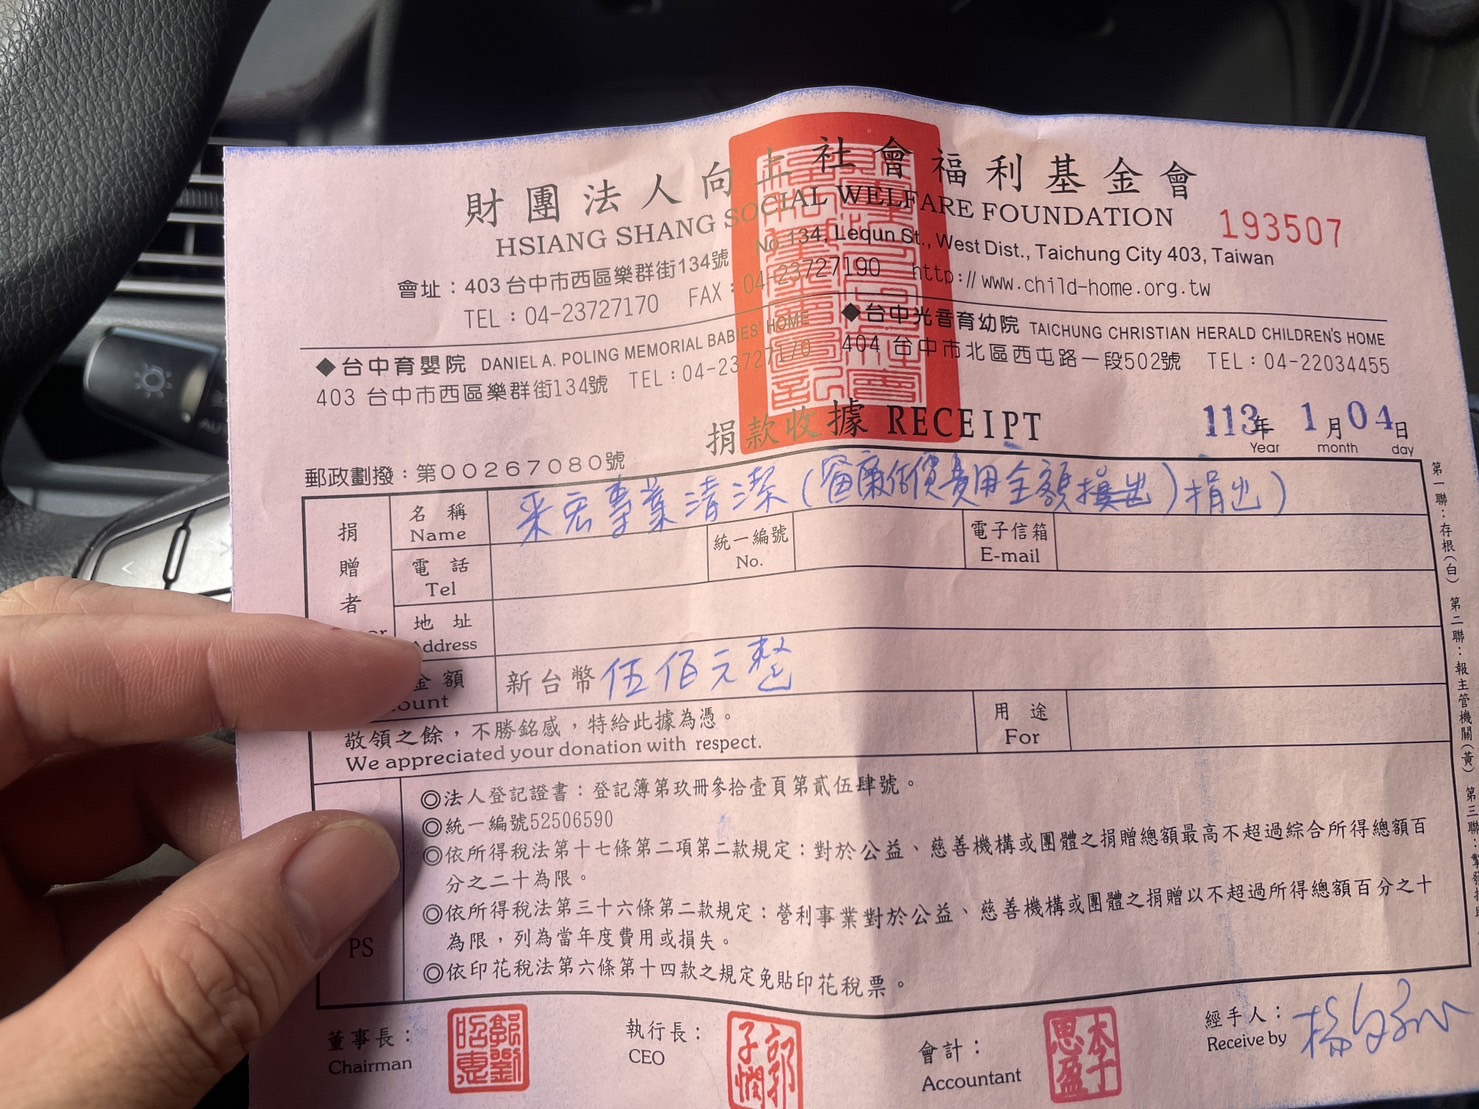 財團法人向上社會福利基金會
HSIANG SHANG SOCIAL WELFARE FOUNDATION
193507
會址：403台中市西區樂群街134號 No.134, Lequn St., West Dist., Taichung City 403, Taiwan
TEL：04-23727170 FAX：04-23727190 http://www.child-home.org.tw
◆台中育嬰院 DANIEL A. POLING MEMORIAL BABIES' HOME
403 台中市西區樂群街134號 TEL：04-23727170
◆台中光音育幼院 TAICHUNG CHRISTIAN HERALD CHILDREN'S HOME
404 台中市北區西屯路一段502號 TEL：04-22034455
捐款收據 RECEIPT
113年 1月04日
Year month day
郵政劃撥：第00267080號
捐贈者
名稱 Name 采宏專業清潔（估價費用全額）捐出）
電話 Tel
統一編號 No.
電子信箱 E-mail
地址 Address
金額 ount 新台幣伍佰元整
敬領之餘，不勝銘感，特給此據為憑。
We appreciated your donation with respect.
用途 For
PS
◎法人登記證書：登記簿第玖冊參拾壹頁第貳伍肆號。
◎統一編號52506590
◎依所得稅法第十七條第二項第二款規定：對於公益、慈善機構或團體之捐贈總額最高不超過綜合所得總額百
分之二十為限。
◎依所得稅法第三十六條第二款規定：營利事業對於公益、慈善機構或團體之捐贈以不超過所得總額百分之十
為限，列為當年度費用或損失。
◎依印花稅法第六條第十四款之規定免貼印花稅票。
第一聯：存根(白) 第二聯：報主管機關(黃) 第三聯：
董事長：
Chairman
執行長：
CEO
會計：
Accountant
經手人：
Receive by